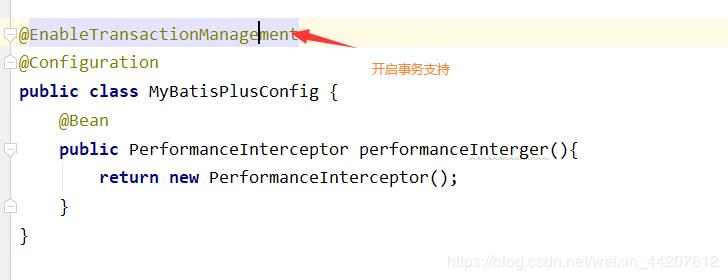 @EnableTransactionManagement
开启事务支持
@Configuration
public class MyBatisPlusConfig {
@Bean
public PerformanceInterceptor performanceInterger(){
return new PerformanceInterceptor();
}
}
https://blog.csdn.net/weixin_44207812